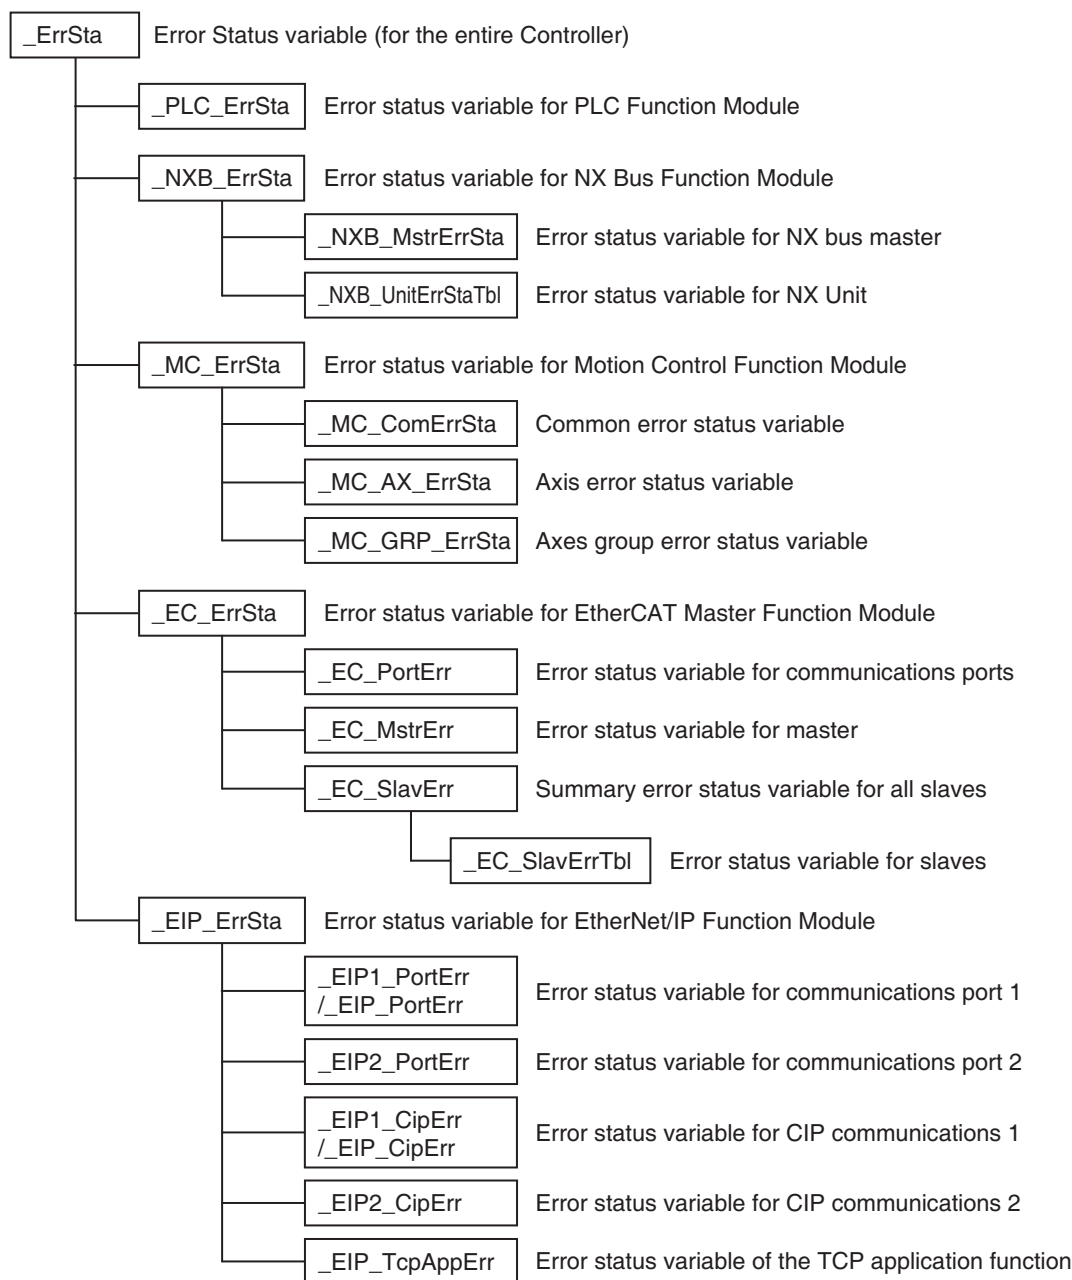 _ErrSta Error Status variable (for the entire Controller)
_PLC_ErrSta Error status variable for PLC Function Module
_NXB_ErrSta Error status variable for NX Bus Function Module
_NXB_MstrErrSta Error status variable for NX bus master
_NXB_UnitErrStaTbl Error status variable for NX Unit
_MC_ErrSta Error status variable for Motion Control Function Module
_MC_ComErrSta Common error status variable
_MC_AX_ErrSta Axis error status variable
_MC_GRP_ErrSta Axes group error status variable
_EC_ErrSta Error status variable for EtherCAT Master Function Module
_EC_PortErr Error status variable for communications ports
_EC_MstrErr Error status variable for master
_EC_SlavErr Summary error status variable for all slaves
_EC_SlavErrTbl Error status variable for slaves
_EIP_ErrSta Error status variable for EtherNet/IP Function Module
_EIP1_PortErr
/_EIP_PortErr Error status variable for communications port 1
_EIP2_PortErr Error status variable for communications port 2
_EIP1_CipErr
/_EIP_CipErr Error status variable for CIP communications 1
_EIP2_CipErr Error status variable for CIP communications 2
_EIP_TcpAppErr Error status variable of the TCP application function